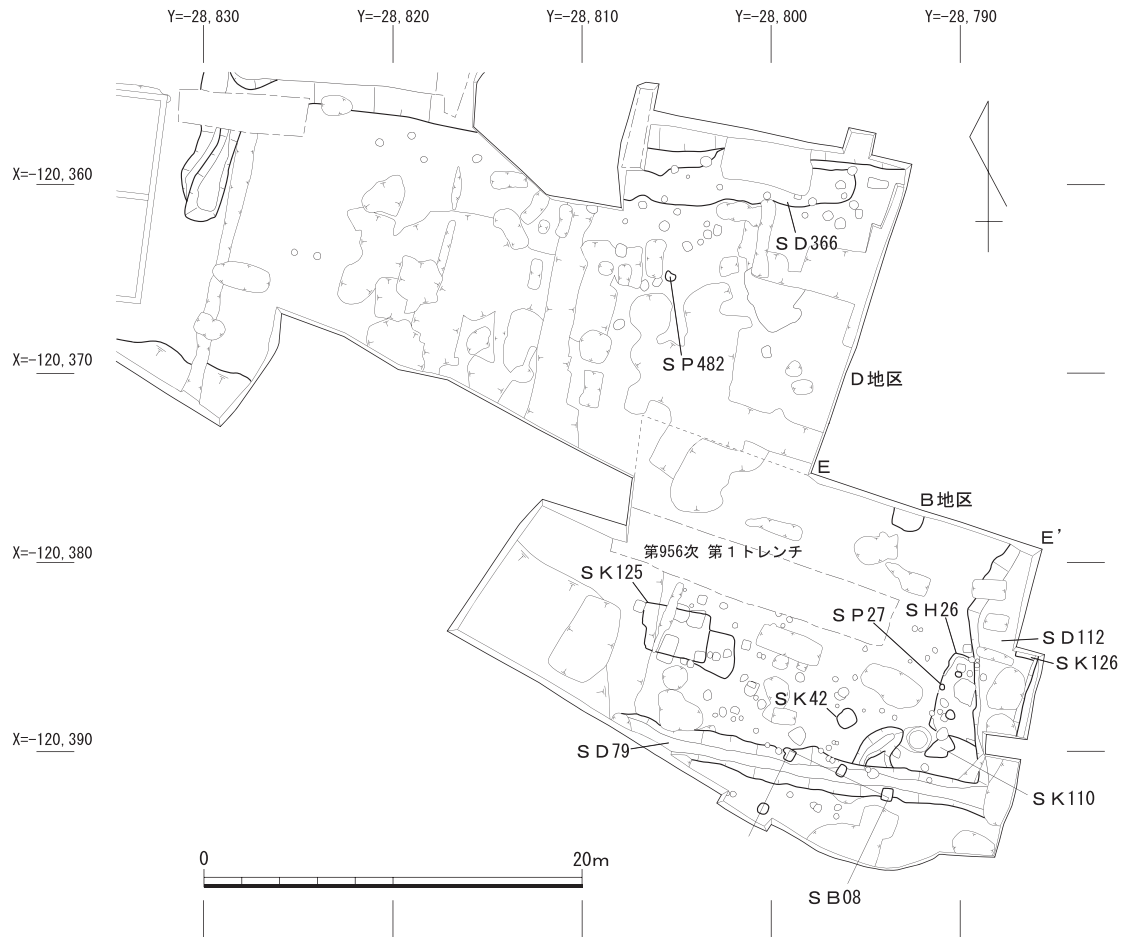 Y=-28,830
Y=-28,820
Y=-28,810
Y=-28,800
Y=-28,790
X=-120,360
SD366
SP482
X=-120,370
D地区
E
B地区
E'
X=-120,380
第956次 第1トレンチ
SK125
SP27
SH26
SD112
SK126
SK42
X=-120,390
SD79
SK110
0
20m
SB08